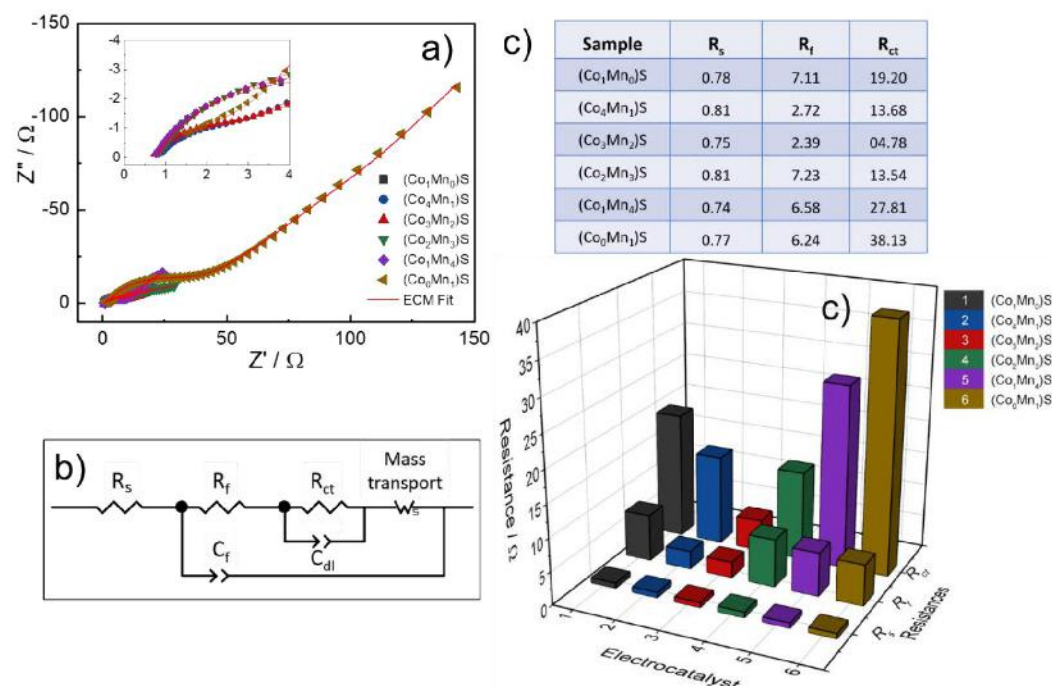 a)
-150
-100
-50
0
Z" / Ω
0 50 100 150
Z' / Ω
-4
-3
-2
-1
0
0 1 2 3 4
(Co₁Mn₀)S
(Co₄Mn₁)S
(Co₃Mn₂)S
(Co₂Mn₃)S
(Co₁Mn₄)S
(Co₀Mn₁)S
ECM Fit
b)
Rs Rf Rct Mass
transport
s
Cf
Cdl
c)
Sample Rs Rf Rct
(Co₁Mn₀)S 0.78 7.11 19.20
(Co₄Mn₁)S 0.81 2.72 13.68
(Co₃Mn₂)S 0.75 2.39 04.78
(Co₂Mn₃)S 0.81 7.23 13.54
(Co₁Mn₄)S 0.74 6.58 27.81
(Co₀Mn₁)S 0.77 6.24 38.13
c)
1 (Co₁Mn₀)S
2 (Co₄Mn₁)S
3 (Co₃Mn₂)S
4 (Co₂Mn₃)S
5 (Co₁Mn₄)S
6 (Co₀Mn₁)S
40
35
30
25
20
15
10
5
0
Resistance / Ω
1 2 3 4 5 6
Electrocatalyst
Rs Rf Rct
Resistances